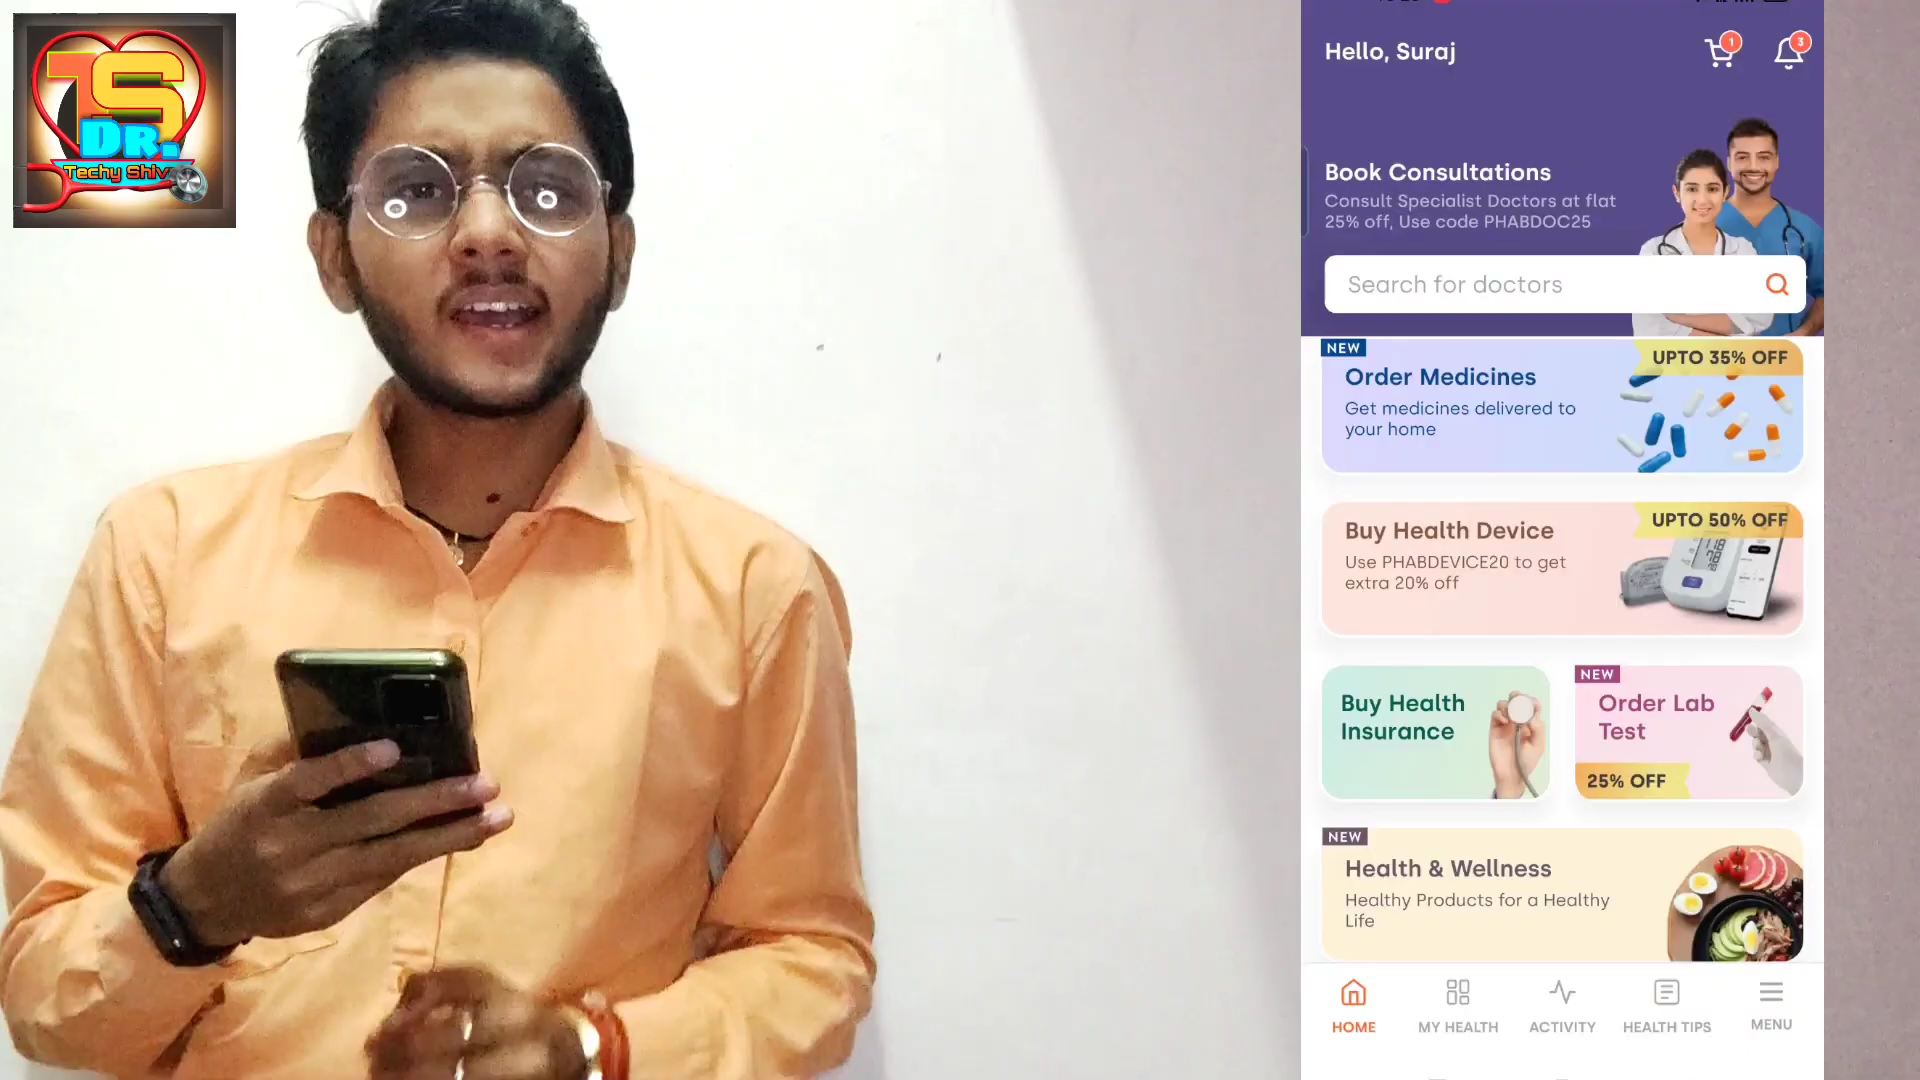 TS
Dr.
Techy Shiv
Hello, Suraj
1
3
Book Consultations
Consult Specialist Doctors at flat
25% off, Use code PHABDOC25
Search for doctors
NEW
UPTO 35% OFF
Order Medicines
Get medicines delivered to
your home
UPTO 50% OFF
Buy Health Device
Use PHABDEVICE20 to get
extra 20% off
Buy Health
Insurance
NEW
Order Lab
Test
25% OFF
NEW
Health & Wellness
Healthy Products for a Healthy
Life
HOME
MY HEALTH
ACTIVITY
HEALTH TIPS
MENU